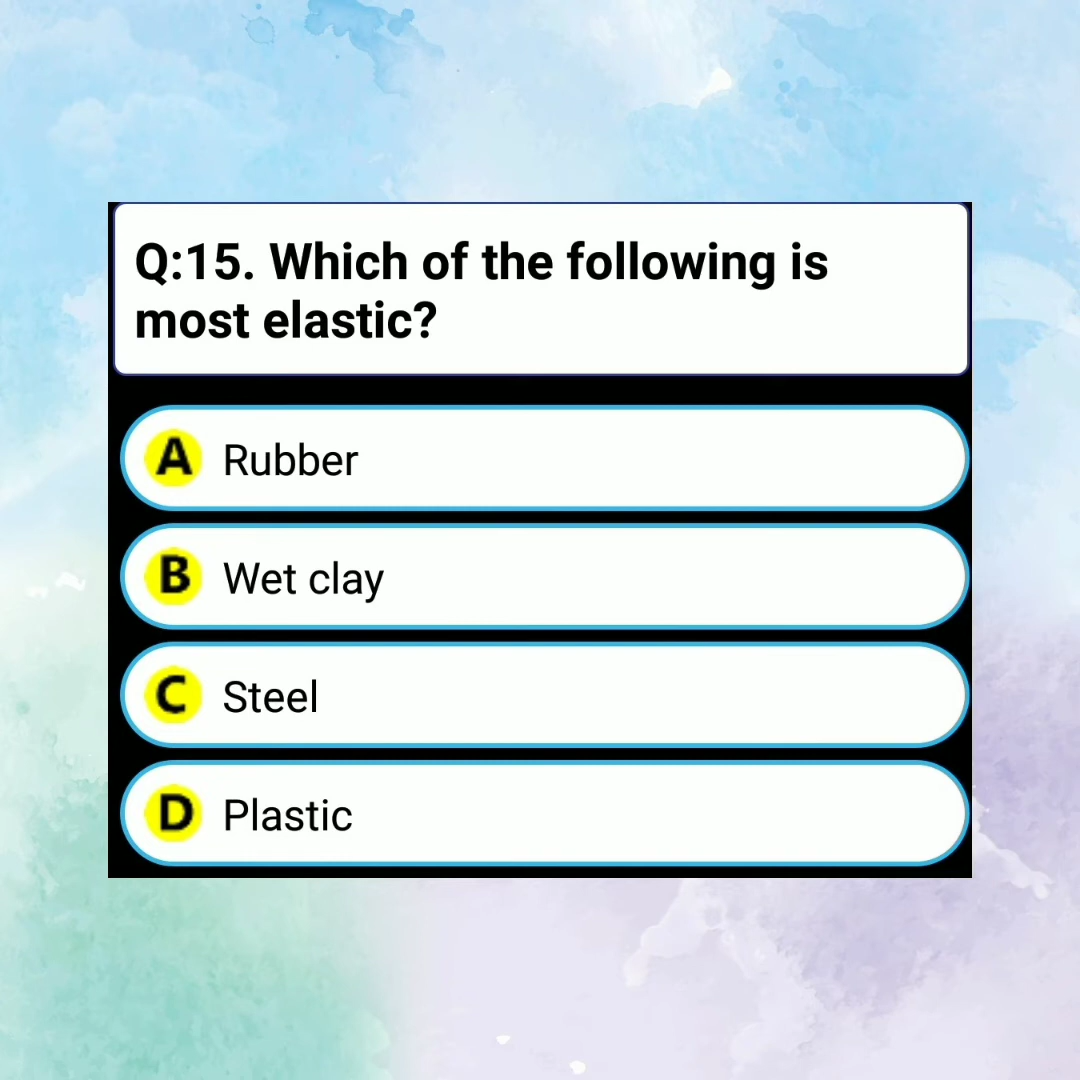 Q:15. Which of the following is
most elastic?
A Rubber
B Wet clay
C Steel
D Plastic